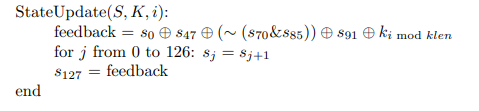 StateUpdate(S, K, i):
feedback = s₀ ⊕ s₄₇ ⊕ (∼ (s₇₀&s₈₅)) ⊕ s₉₁ ⊕ kᵢ mod klen
for j from 0 to 126: sⱼ = sⱼ₊₁
s₁₂₇ = feedback
end